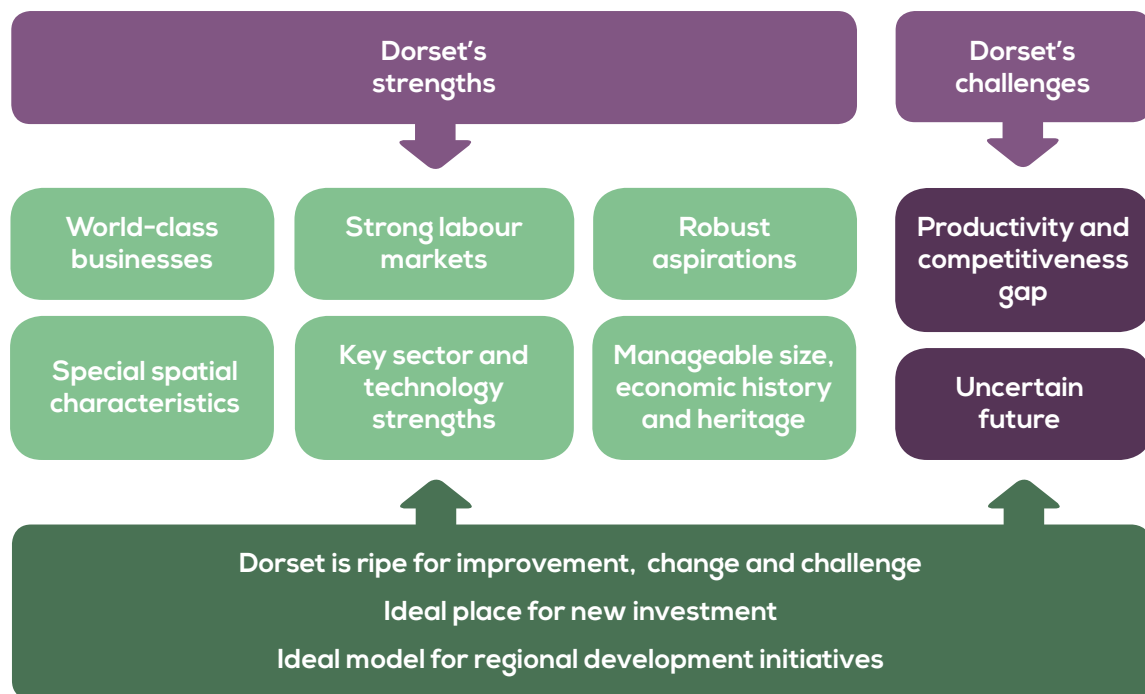 Dorset's
strengths
Dorset's
challenges
World-class
businesses
Strong labour
markets
Robust
aspirations
Productivity and
competitiveness
gap
Special spatial
characteristics
Key sector and
technology
strengths
Manageable size,
economic history
and heritage
Uncertain
future
Dorset is ripe for improvement, change and challenge
Ideal place for new investment
Ideal model for regional development initiatives